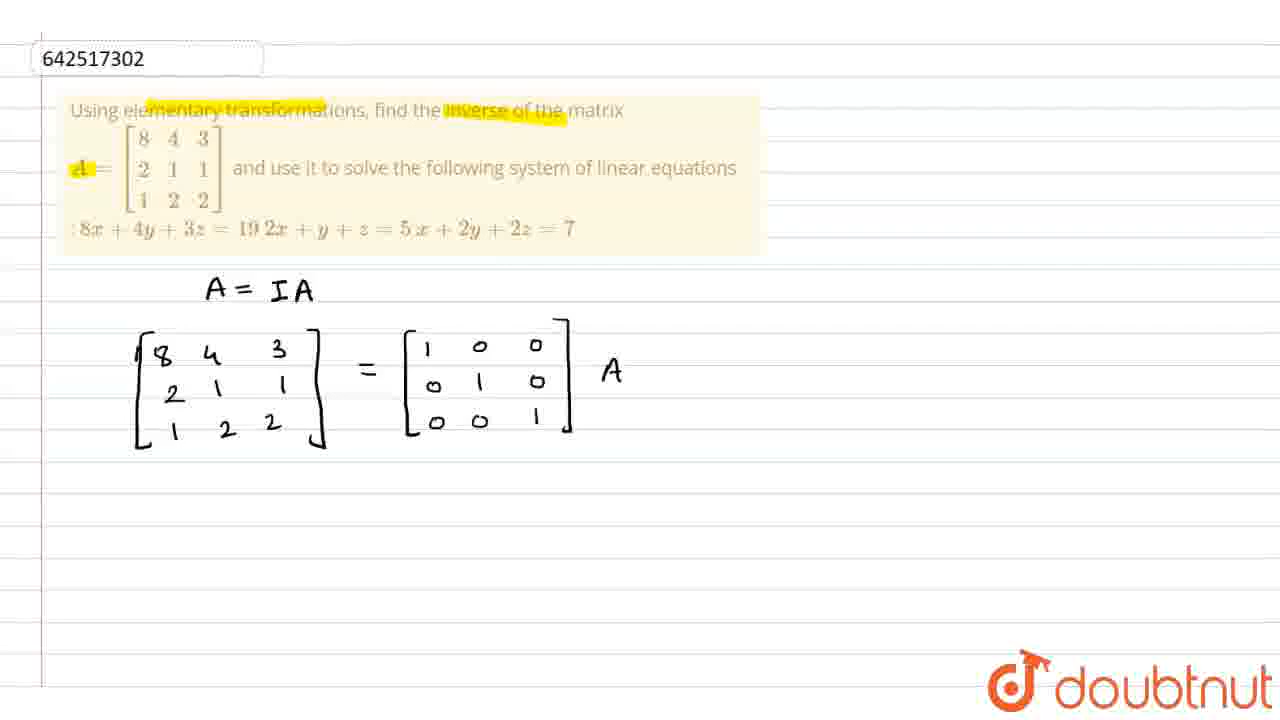 642517302
Using elementary transformations, find the inverse of the matrix
A = [8 4 3
2 1 1
1 2 2] and use it to solve the following system of linear equations
: 8x + 4y + 3z = 19 2x + y + z = 5 x + 2y + 2z = 7
A = IA
[8 4 3
2 1 1
1 2 2] = [1 0 0
0 1 0
0 0 1] A
doubtnut